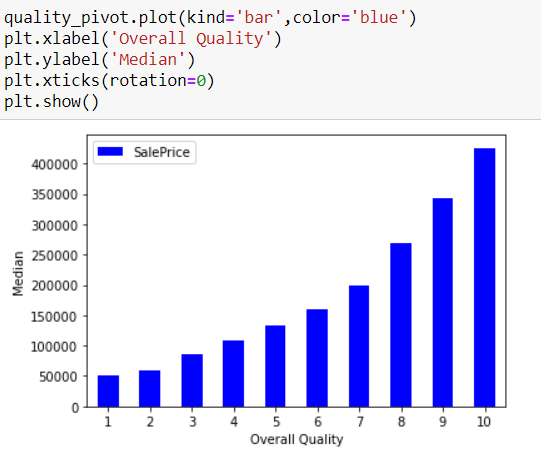 quality_pivot.plot(kind='bar',color='blue')
plt.xlabel('Overall Quality')
plt.ylabel('Median')
plt.xticks(rotation=0)
plt.show()
SalePrice
400000
350000
300000
250000
200000
150000
100000
50000
0
Median
1 2 3 4 5 6 7 8 9 10
Overall Quality